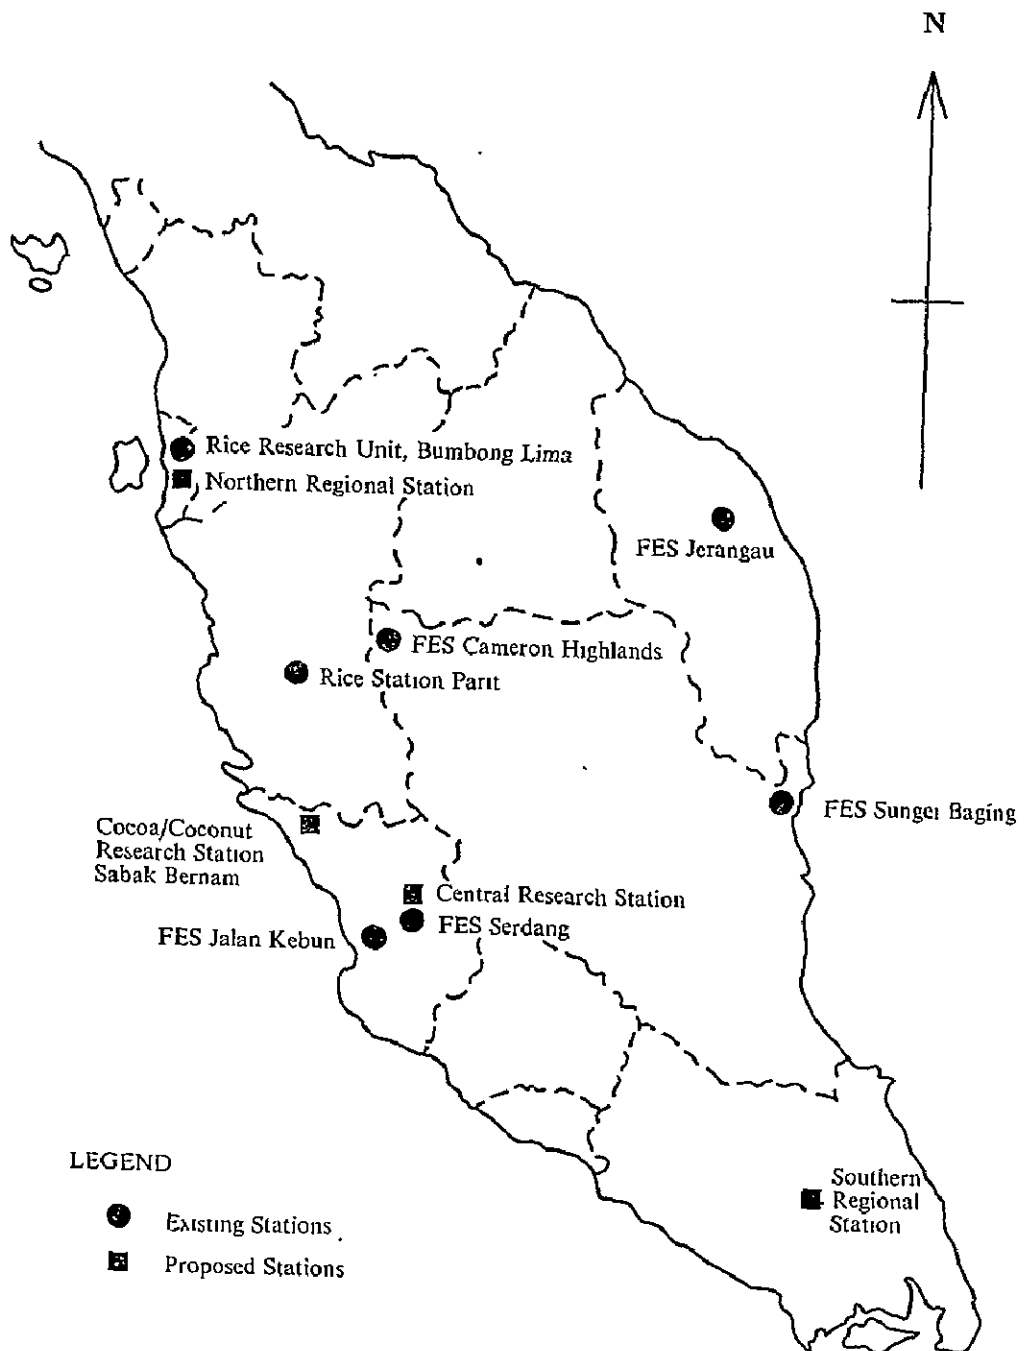 N
Rice Research Unit, Bumbong Lima
Northern Regional Station
FES Jerangau
FES Cameron Highlands
Rice Station Parit
FES Sungei Baging
Cocoa/Coconut
Research Station
Sabak Bernam
Central Research Station
FES Serdang
FES Jalan Kebun
LEGEND
Existing Stations
Proposed Stations
Southern
Regional
Station